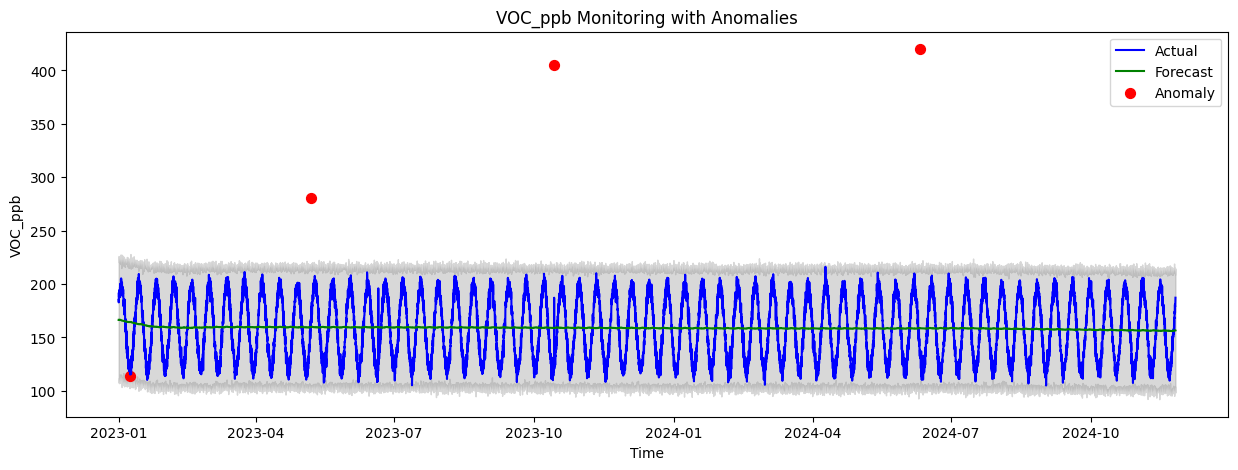 VOC_ppb Monitoring with Anomalies
Actual
Forecast
Anomaly
VOC_ppb
400
350
300
250
200
150
100
2023-01
2023-04
2023-07
2023-10
2024-01
2024-04
2024-07
2024-10
Time